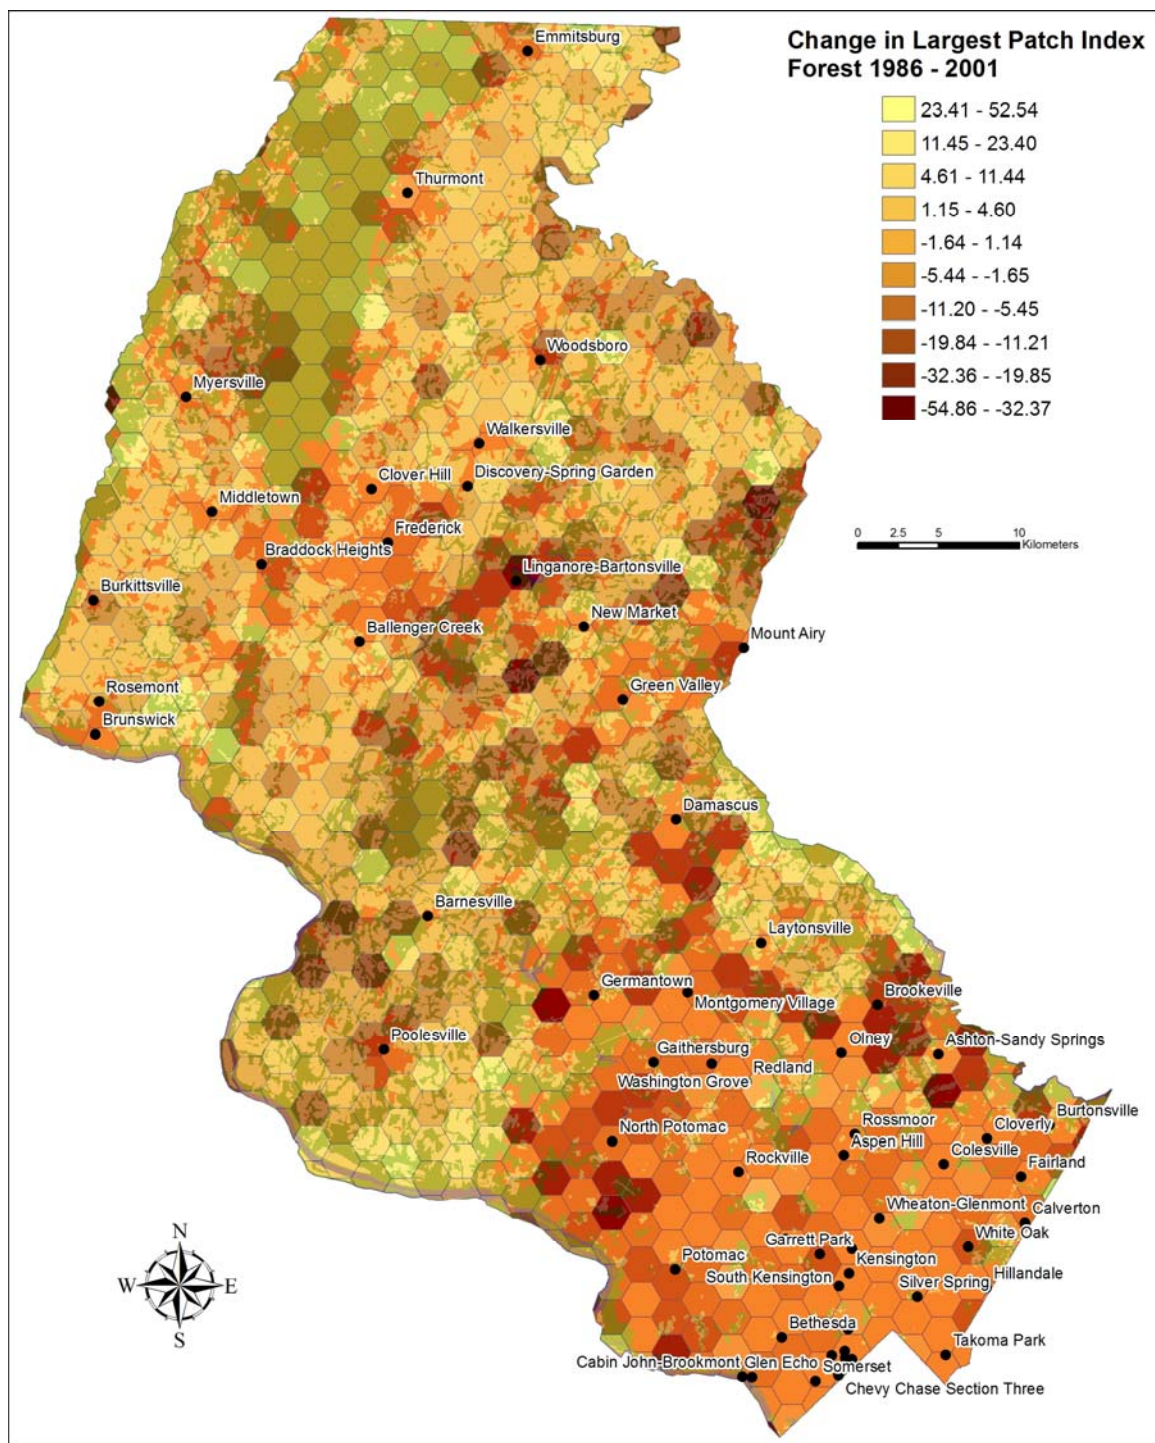 Change in Largest Patch Index
Forest 1986 - 2001
23.41 - 52.54
11.45 - 23.40
4.61 - 11.44
1.15 - 4.60
-1.64 - 1.14
-5.44 - -1.65
-11.20 - -5.45
-19.84 - -11.21
-32.36 - -19.85
-54.86 - -32.37
0 2.5 5 10
Kilometers
Emmitsburg
Thurmont
Woodsboro
Myersville
Walkersville
Clover Hill
Discovery-Spring Garden
Middletown
Frederick
Braddock Heights
Linganore-Bartonsville
Burkittsville
New Market
Ballenger Creek
Mount Airy
Rosemont
Green Valley
Brunswick
Damascus
Barnesville
Laytonsville
Germantown
Montgomery Village
Brookeville
Poolesville
Olney
Ashton-Sandy Springs
Gaithersburg
Redland
Washington Grove
Burtonsville
Rossmoor
Cloverly
North Potomac
Aspen Hill
Colesville
Rockville
Fairland
Wheaton-Glenmont
Calverton
White Oak
Garrett Park
Potomac
Kensington
South Kensington
Hillandale
Silver Spring
Bethesda
Takoma Park
Cabin John-Brookmont
Glen Echo
Somerset
Chevy Chase Section Three
N
W
E
S